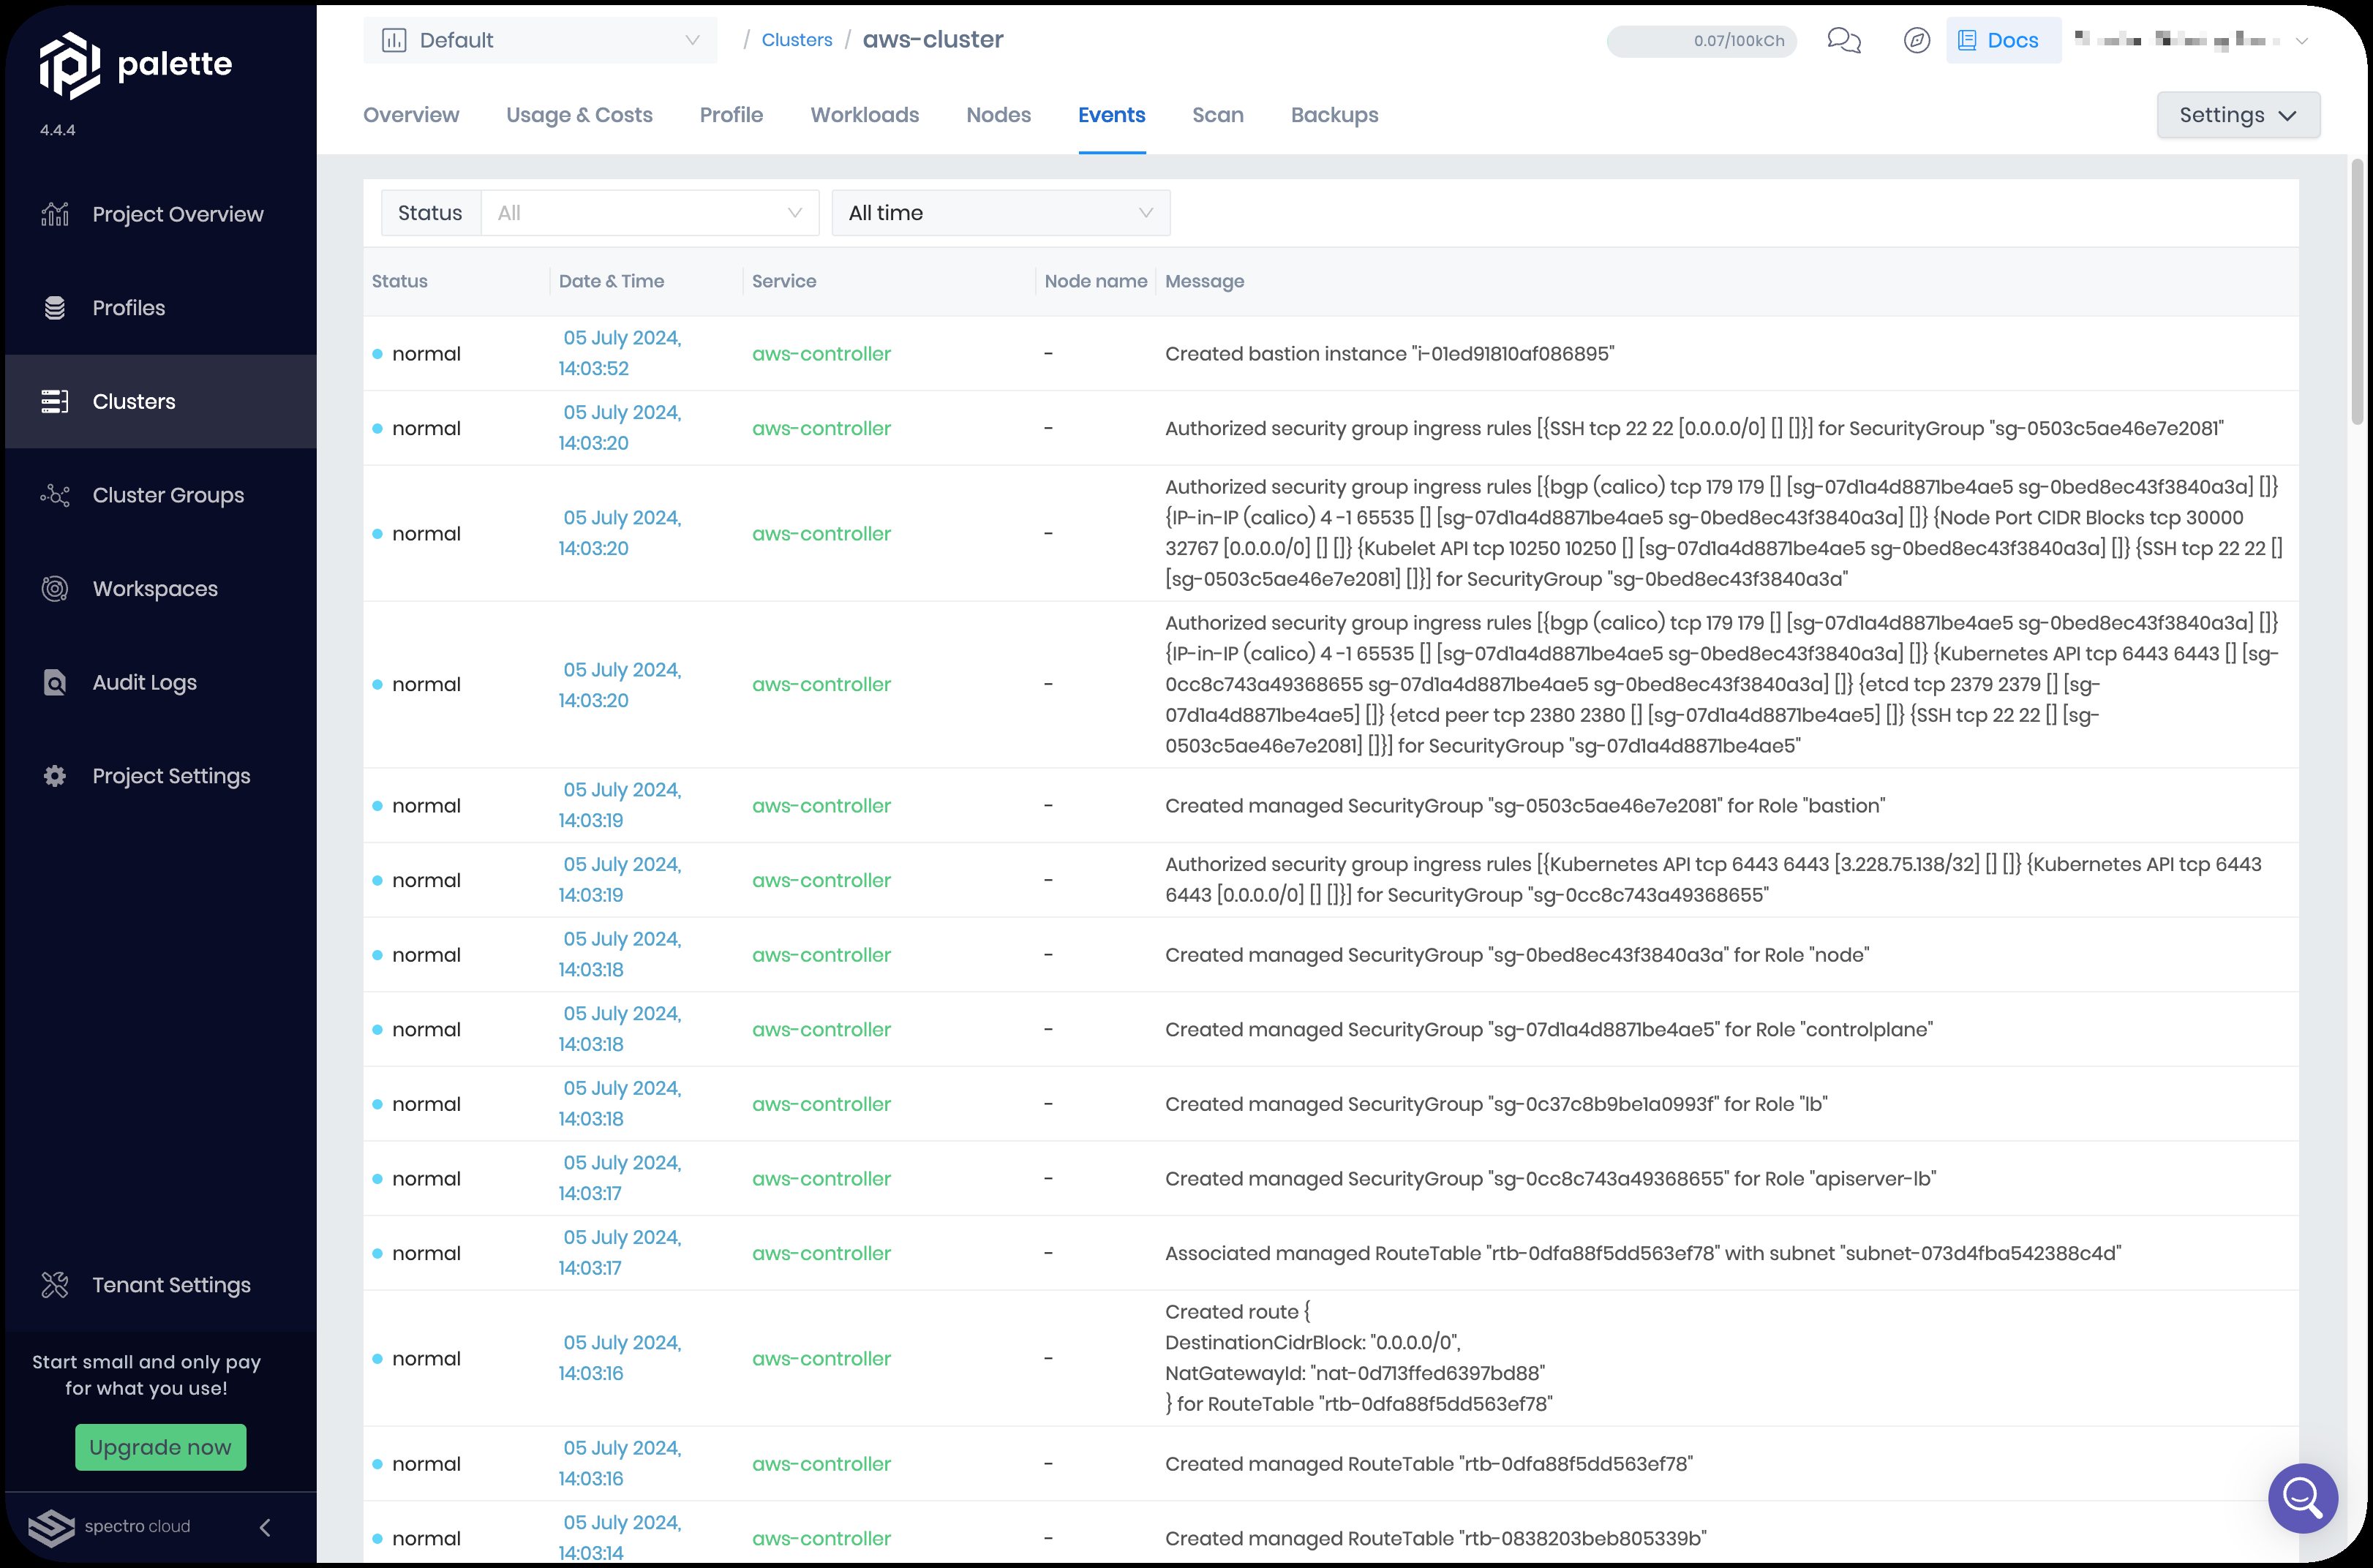 palette
4.4.4
Project Overview
Profiles
Clusters
Cluster Groups
Workspaces
Audit Logs
Project Settings
Tenant Settings
Start small and only pay
for what you use!
Upgrade now
spectro cloud
Default
/ Clusters / aws-cluster
0.07/100kCh
Docs
Overview Usage & Costs Profile Workloads Nodes Events Scan Backups
Settings
Status All All time
Status Date & Time Service Node name Message
normal 05 July 2024, 14:03:52 aws-controller - Created bastion instance "i-01ed91810af086895"
normal 05 July 2024, 14:03:20 aws-controller - Authorized security group ingress rules [{SSH tcp 22 22 [0.0.0.0/0] [] []}] for SecurityGroup "sg-0503c5ae46e7e2081"
normal 05 July 2024, 14:03:20 aws-controller - Authorized security group ingress rules [{bgp (calico) tcp 179 179 [] [sg-07d1a4d8871be4ae5 sg-0bed8ec43f3840a3a] []}
{IP-in-IP (calico) 4 -1 65535 [] [sg-07d1a4d8871be4ae5 sg-0bed8ec43f3840a3a] []} {Node Port CIDR Blocks tcp 30000
32767 [0.0.0.0/0] [] []} {Kubelet API tcp 10250 10250 [] [sg-07d1a4d8871be4ae5 sg-0bed8ec43f3840a3a] []} {SSH tcp 22 22 []
[sg-0503c5ae46e7e2081] []}] for SecurityGroup "sg-0bed8ec43f3840a3a"
normal 05 July 2024, 14:03:20 aws-controller - Authorized security group ingress rules [{bgp (calico) tcp 179 179 [] [sg-07d1a4d8871be4ae5 sg-0bed8ec43f3840a3a] []}
{IP-in-IP (calico) 4 -1 65535 [] [sg-07d1a4d8871be4ae5 sg-0bed8ec43f3840a3a] []} {Kubernetes API tcp 6443 6443 [] [sg-
0cc8c743a49368655 sg-07d1a4d8871be4ae5 sg-0bed8ec43f3840a3a] []} {etcd tcp 2379 2379 [] [sg-
07d1a4d8871be4ae5] []} {etcd peer tcp 2380 2380 [] [sg-07d1a4d8871be4ae5] []} {SSH tcp 22 22 [] [sg-
0503c5ae46e7e2081] []}] for SecurityGroup "sg-07d1a4d8871be4ae5"
normal 05 July 2024, 14:03:19 aws-controller - Created managed SecurityGroup "sg-0503c5ae46e7e2081" for Role "bastion"
normal 05 July 2024, 14:03:19 aws-controller - Authorized security group ingress rules [{Kubernetes API tcp 6443 6443 [3.228.75.138/32] [] []} {Kubernetes API tcp 6443
6443 [0.0.0.0/0] [] []}] for SecurityGroup "sg-0cc8c743a49368655"
normal 05 July 2024, 14:03:18 aws-controller - Created managed SecurityGroup "sg-0bed8ec43f3840a3a" for Role "node"
normal 05 July 2024, 14:03:18 aws-controller - Created managed SecurityGroup "sg-07d1a4d8871be4ae5" for Role "controlplane"
normal 05 July 2024, 14:03:18 aws-controller - Created managed SecurityGroup "sg-0c37c8b9be1a0993f" for Role "lb"
normal 05 July 2024, 14:03:17 aws-controller - Created managed SecurityGroup "sg-0cc8c743a49368655" for Role "apiserver-lb"
normal 05 July 2024, 14:03:17 aws-controller - Associated managed RouteTable "rtb-0dfa88f5dd563ef78" with subnet "subnet-073d4fba542388c4d"
normal 05 July 2024, 14:03:16 aws-controller - Created route {
DestinationCidrBlock: "0.0.0.0/0",
NatGatewayId: "nat-0d713ffed6397bd88"
} for RouteTable "rtb-0dfa88f5dd563ef78"
normal 05 July 2024, 14:03:16 aws-controller - Created managed RouteTable "rtb-0dfa88f5dd563ef78"
normal 05 July 2024, 14:03:14 aws-controller - Created managed RouteTable "rtb-0838203beb805339b"